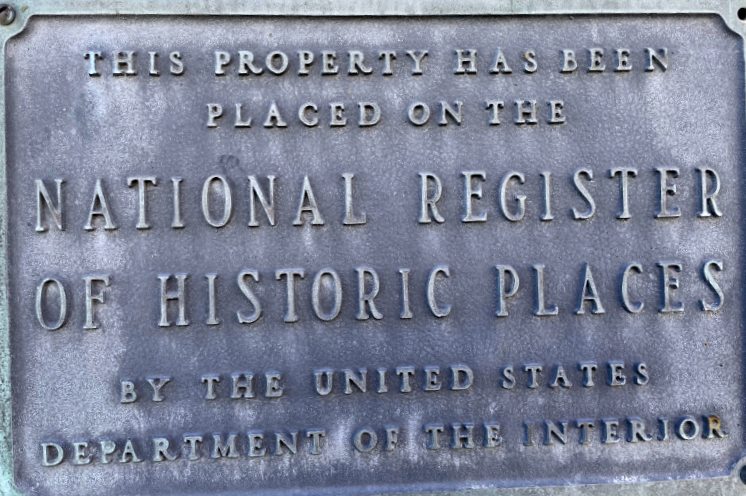 THIS PROPERTY HAS BEEN
PLACED ON THE
NATIONAL REGISTER
OF HISTORIC PLACES
BY THE UNITED STATES
DEPARTMENT OF THE INTERIOR